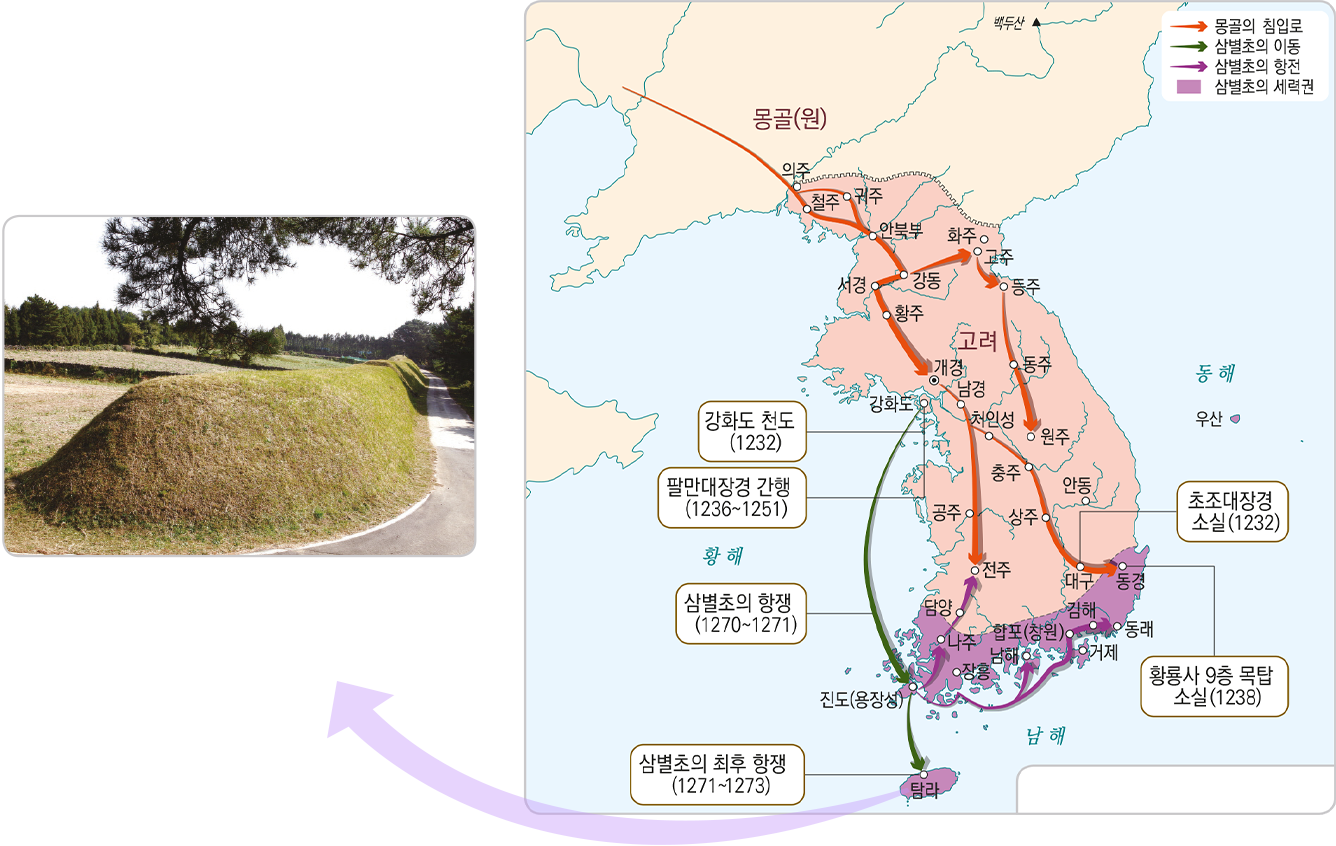 백두산
몽골의 침입로
삼별초의 이동
삼별초의 항전
삼별초의 세력권
몽골(원)
의주
철주
귀주
안북부
화주
고주
강동
서경
등주
황주
고려
개경
동주
남경
강화도
처인성
원주
충주
안동
공주
상주
전주
대구
동경
담양
김해
합포(창원)
동래
나주
남해
거제
장흥
진도(용장성)
탐라
동해
우산
황해
남해
강화도 천도
(1232)
팔만대장경 간행
(1236~1251)
초조대장경
소실(1232)
삼별초의 항쟁
(1270~1271)
황룡사 9층 목탑
소실(1238)
삼별초의 최후 항쟁
(1271~1273)